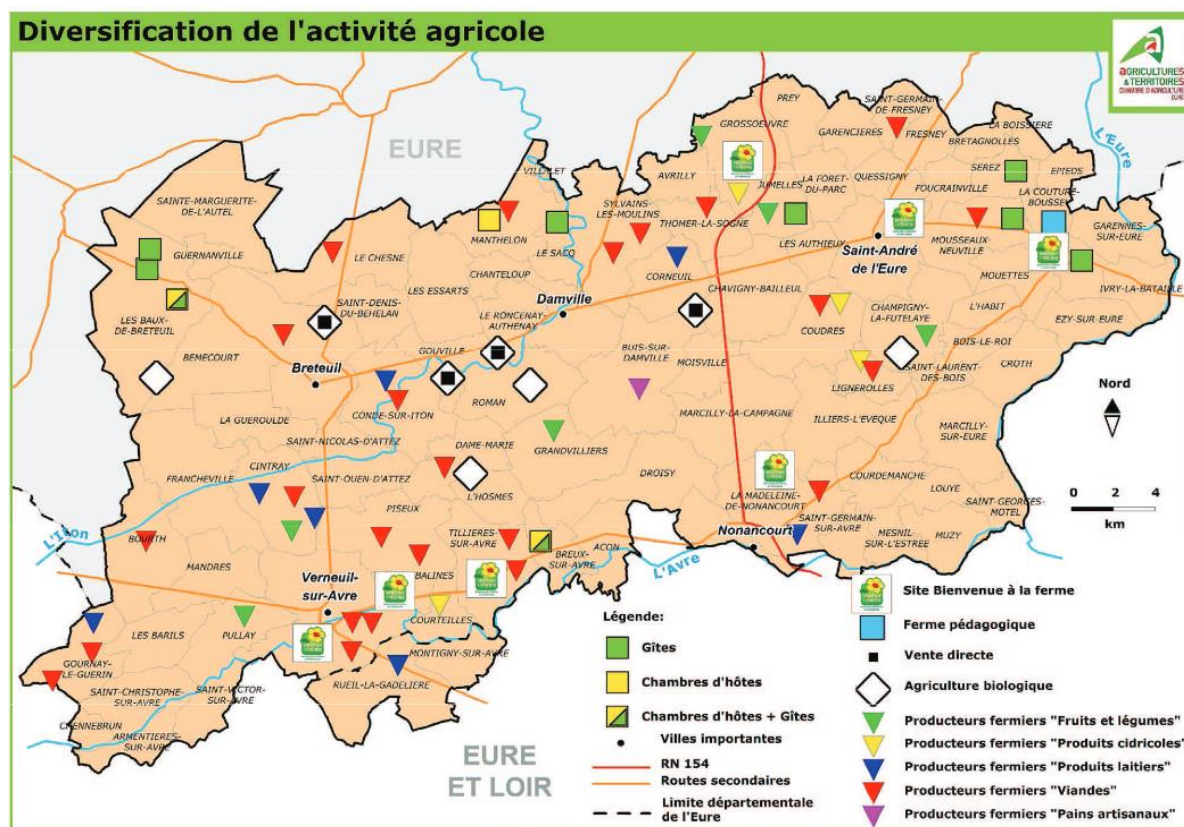 Diversification de l'activité agricole
AGRICULTURES
& TERRITOIRES
CHAMBRE D'AGRICULTURE
EURE
EURE
L'Eure
PREY
SAINT-GERMAIN-
DE-FRESNEY
GROSSOEUVRE
GARENCIERES
FRESNEY
LA BOISSIERE
BRETAGNOLLES
VILLALET
AVRILLY
JUMELLES
LA FORET-
DU-PARC
QUESSIGNY
SEREZ
EPIEDS
FOUCRAINVILLE
LA COUTURE-
BOUSSEY
SAINTE-MARGUERITE-
DE-L'AUTEL
SYLVAINS-
LES-MOULINS
THOMER-LA-SOGNE
GARENNES-
SUR-EURE
MANTHELON
LE SACQ
LES AUTHIEUX
Saint-André
de l'Eure
MOUSSEAUX-
NEUVILLE
GUERNANVILLE
LE CHESNE
CORNEUIL
MOUETTES
CHANTELOUP
LES ESSARTS
CHAVIGNY-BAILLEUL
IVRY-LA-BATAILLE
SAINT-DENIS-
DU-BEHELAN
Damville
CHAMPIGNY-
LA-FUTELAYE
L'HABIT
LES BAUX-
DE-BRETEUIL
LE RONCENAY-
AUTHENAY
EZY-SUR-EURE
COUDRES
BOIS-LE-ROI
BEMECOURT
GOUVILLE
BUIS-SUR-
DAMVILLE
MOISVILLE
CROTH
SAINT-LAURENT-
DES-BOIS
Breteuil
LIGNEROLLES
Nord
ROMAN
LA GUEROULDE
CONDE-SUR-ITON
MARCILLY-LA-CAMPAGNE
ILLIERS-L'EVEQUE
MARCILLY-
SUR-EURE
SAINT-NICOLAS-D'ATTEZ
DAME-MARIE
GRANDVILLIERS
CINTRAY
FRANCHEVILLE
SAINT-OUEN-D'ATTEZ
DROISY
COURDEMANCHE
L'HOSMES
LOUYE
LA MADELEINE-
DE-NONANCOURT
SAINT-GEORGES-
MOTEL
0 2 4
km
PISEUX
SAINT-GERMAIN-
SUR-AVRE
L'Iton
BOURTH
TILLIERES-
SUR-AVRE
Nonancourt
MESNIL-
SUR-L'ESTREE
MUZY
ACON
BREUX-
SUR-AVRE
L'Avre
MANDRES
BALINES
Verneuil-
sur-Avre
LES BARILS
PULLAY
COURTEILLES
GOURNAY-
LE-GUERIN
MONTIGNY-SUR-AVRE
RUEIL-LA-GADELIERE
SAINT-CHRISTOPHE-
SUR-AVRE
SAINT-VICTOR-
SUR-AVRE
CHENNEBRUN
ARMENTIERES-
SUR-AVRE
EURE
ET LOIR
Légende:
Gîtes
Chambres d'hôtes
Chambres d'hôtes + Gîtes
Villes importantes
RN 154
Routes secondaires
Limite départementale
de l'Eure
Site Bienvenue à la ferme
Ferme pédagogique
Vente directe
Agriculture biologique
Producteurs fermiers "Fruits et légumes"
Producteurs fermiers "Produits cidricoles"
Producteurs fermiers "Produits laitiers"
Producteurs fermiers "Viandes"
Producteurs fermiers "Pains artisanaux"